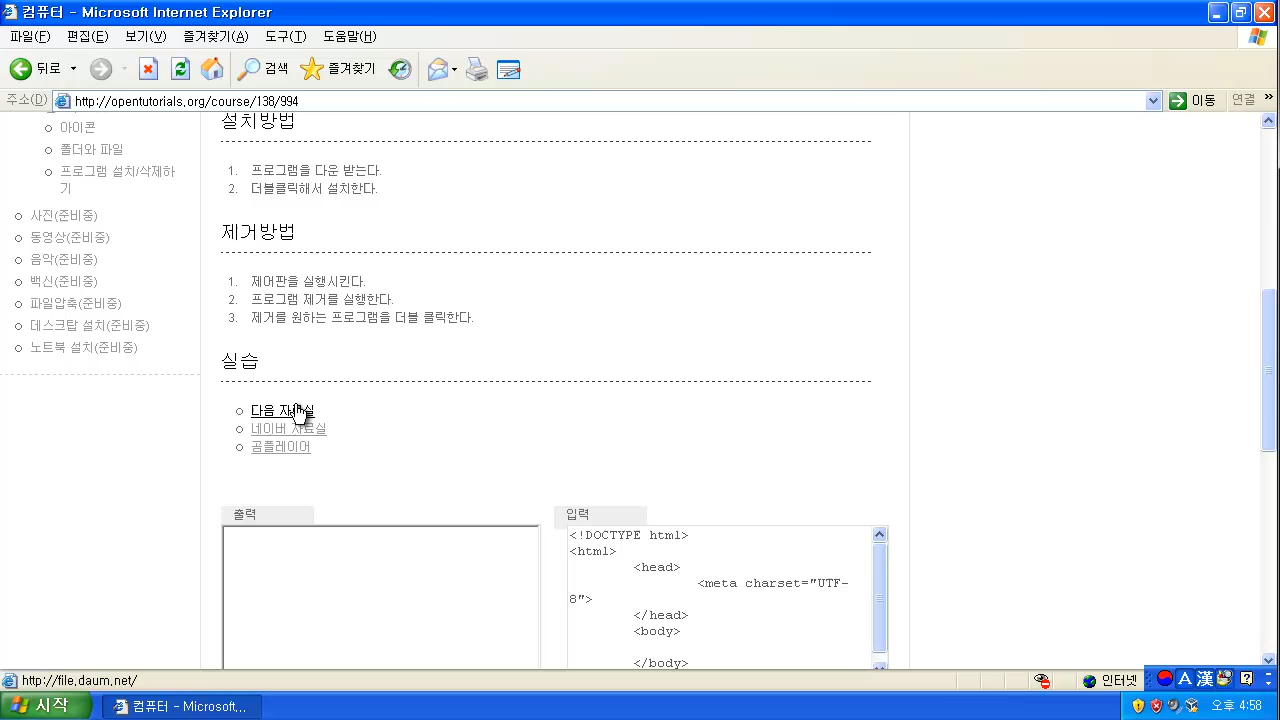 컴퓨터 - Microsoft Internet Explorer
파일(F) 편집(E) 보기(V) 즐겨찾기(A) 도구(T) 도움말(H)
뒤로 검색 즐겨찾기
주소(D) http://opentutorials.org/course/138/994 이동 연결 »
아이콘
폴더와 파일
프로그램 설치/삭제하
기
사진(준비중)
동영상(준비중)
음악(준비중)
백신(준비중)
파일압축(준비중)
데스크탑 설치(준비중)
노트북 설치(준비중)
설치방법
1. 프로그램을 다운 받는다.
2. 더블클릭해서 설치한다.
제거방법
1. 제어판을 실행시킨다.
2. 프로그램 제거를 실행한다.
3. 제거를 원하는 프로그램을 더블 클릭한다.
실습
다음 자료실
네이버 자료실
곰플레이어
출력
입력
<!DOCTYPE html>
<html>
<head>
<meta charset="UTF-
8">
</head>
<body>
</body>
http://file.daum.net/
인터넷
A 漢
시작
컴퓨터 - Microsoft...
오후 4:58